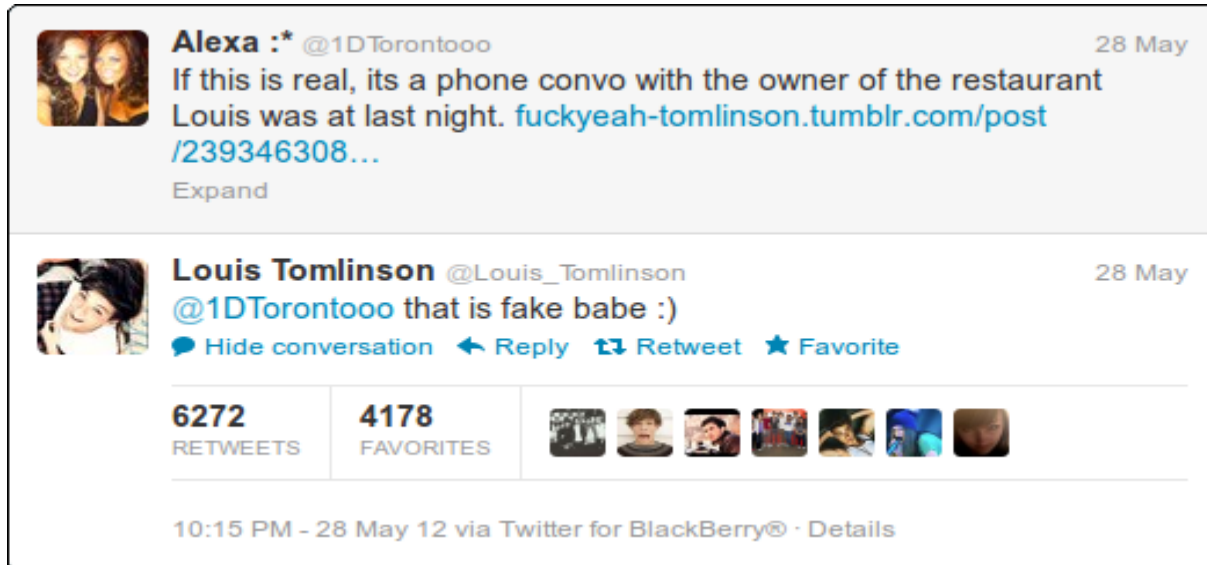 Alexa :* @1DTorontooo 28 May
If this is real, its a phone convo with the owner of the restaurant
Louis was at last night. fuckyeah-tomlinson.tumblr.com/post
/239346308…
Expand
Louis Tomlinson @Louis_Tomlinson 28 May
@1DTorontooo that is fake babe :)
Hide conversation Reply Retweet Favorite
6272 4178
RETWEETS FAVORITES
10:15 PM - 28 May 12 via Twitter for BlackBerry® · Details